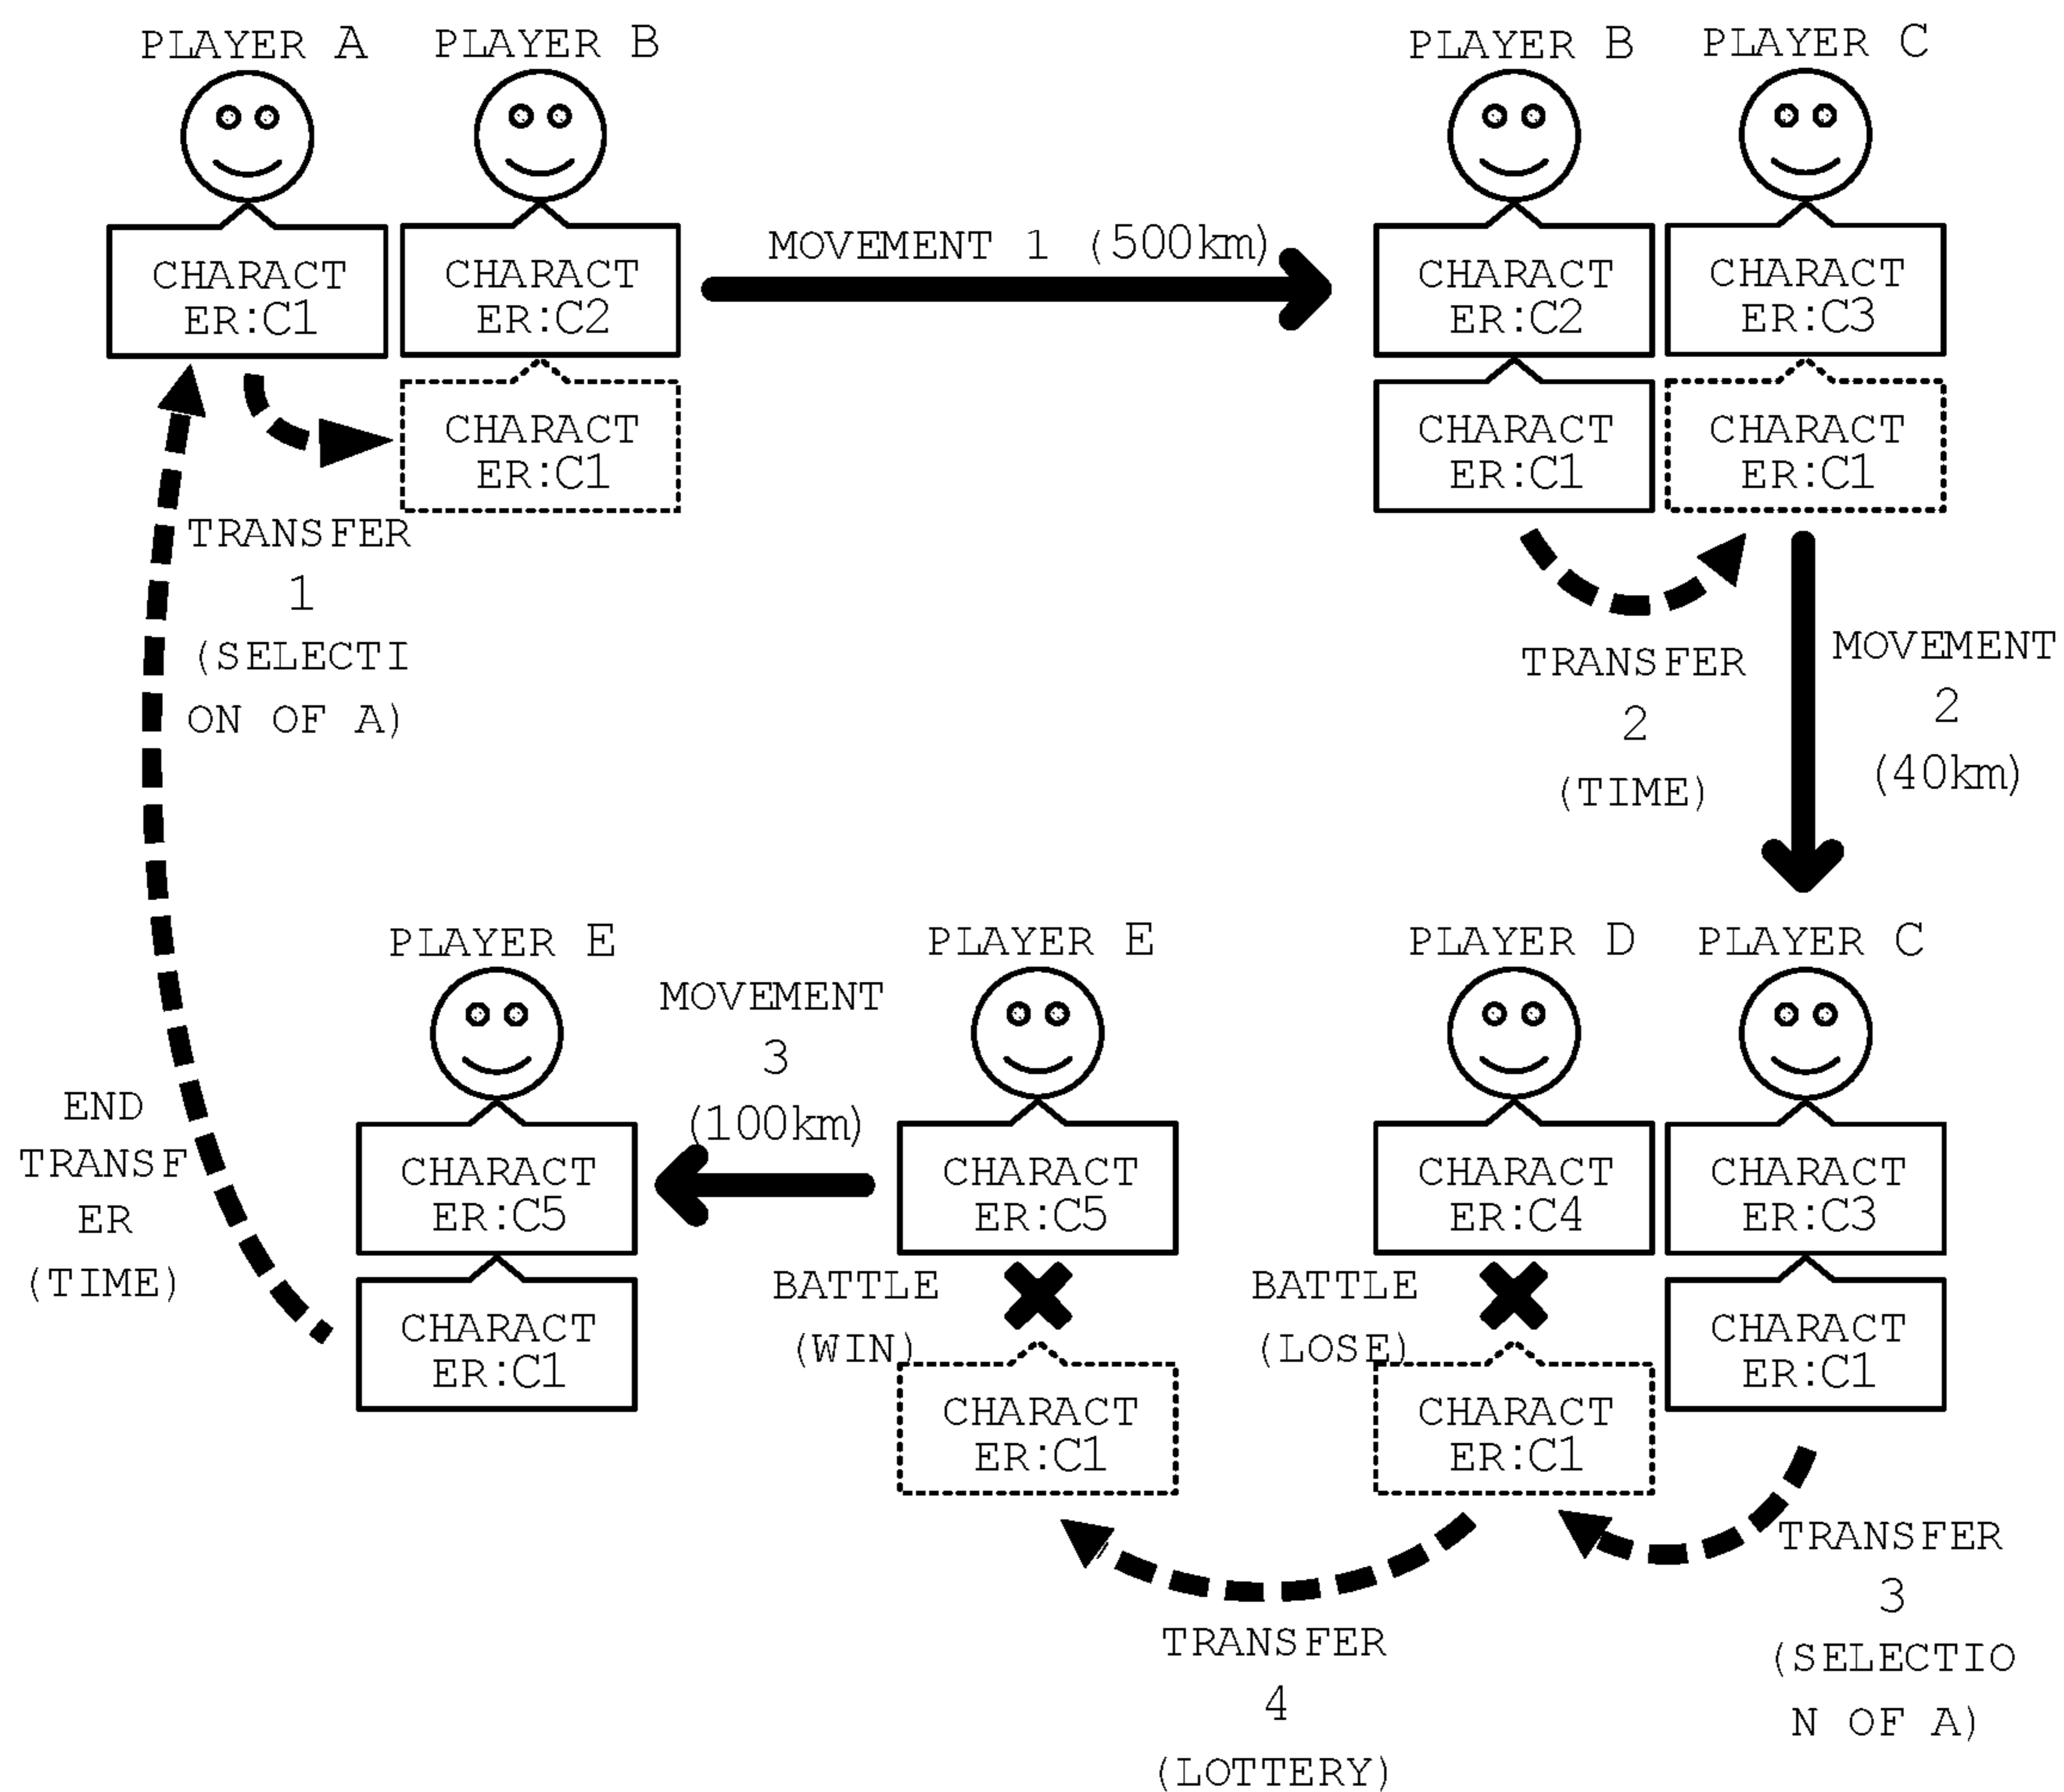 PLAYER A
PLAYER B
PLAYER B
PLAYER C
CHARACT
ER:C1
CHARACT
ER:C2
MOVEMENT 1 (500km)
CHARACT
ER:C2
CHARACT
ER:C3
CHARACT
ER:C1
CHARACT
ER:C1
CHARACT
ER:C1
TRANSFER
1
(SELECTI
ON OF A)
TRANSFER
2
(TIME)
MOVEMENT
2
(40km)
PLAYER E
MOVEMENT
3
(100km)
PLAYER E
PLAYER D
PLAYER C
END
TRANSF
ER
(TIME)
CHARACT
ER:C5
CHARACT
ER:C5
CHARACT
ER:C4
CHARACT
ER:C3
CHARACT
ER:C1
BATTLE
(WIN)
BATTLE
(LOSE)
CHARACT
ER:C1
CHARACT
ER:C1
CHARACT
ER:C1
TRANSFER
4
(LOTTERY)
TRANSFER
3
(SELECTIO
N OF A)